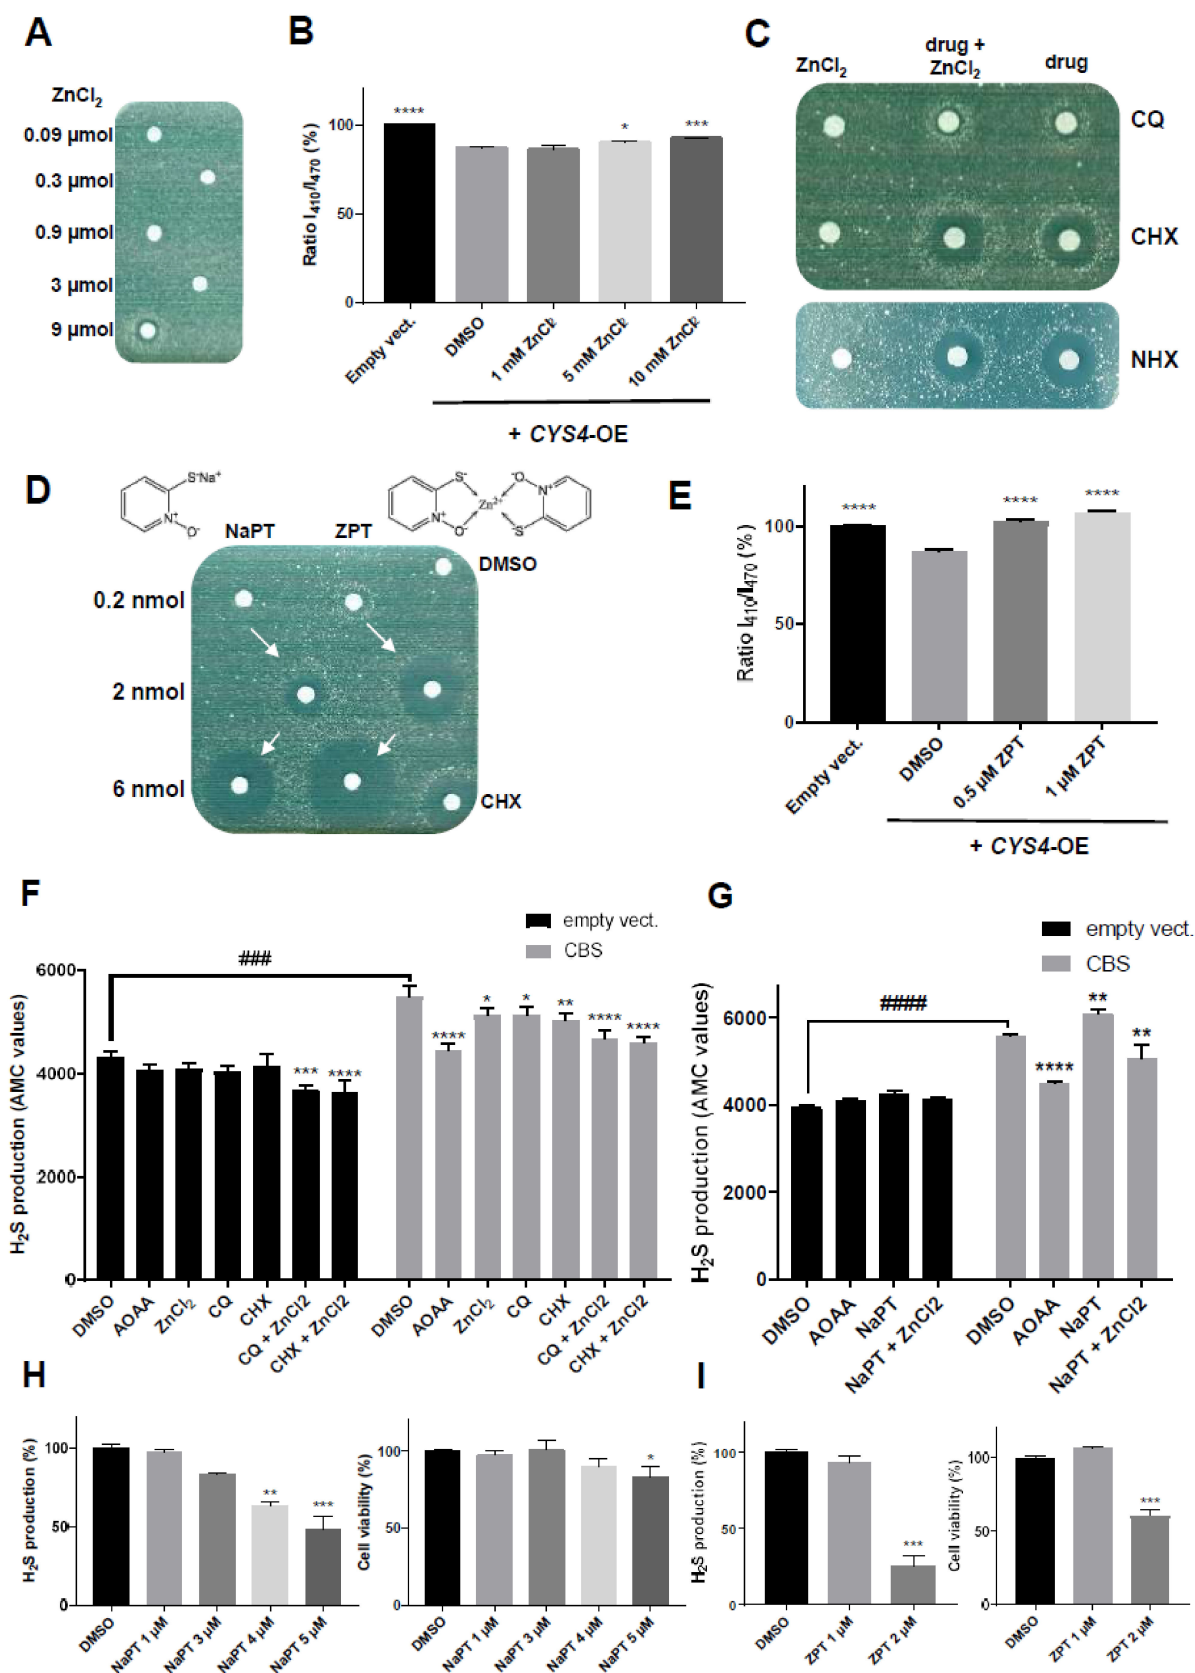 A
ZnCl2
0.09 µmol
0.3 µmol
0.9 µmol
3 µmol
9 µmol
B
Ratio I410/I470 (%)
100
50
0
****
*
***
Empty vect.
DMSO
1 mM ZnCl2
5 mM ZnCl2
10 mM ZnCl2
+ CYS4-OE
C
ZnCl2
drug +
ZnCl2
drug
CQ
CHX
NHX
D
S-Na+
N+
O-
NaPT
S-
N+
O-
Zn2+
-O
N+
S
ZPT
DMSO
0.2 nmol
2 nmol
6 nmol
CHX
E
Ratio I410/I470 (%)
100
50
0
****
****
****
Empty vect.
DMSO
0.5 µM ZPT
1 µM ZPT
+ CYS4-OE
F
empty vect.
CBS
H2S production (AMC values)
6000
4000
2000
0
###
***
****
****
*
*
**
****
****
DMSO
AOAA
ZnCl2
CQ
CHX
CQ + ZnCl2
CHX + ZnCl2
DMSO
AOAA
ZnCl2
CQ
CHX
CQ + ZnCl2
CHX + ZnCl2
G
empty vect.
CBS
H2S production (AMC values)
6000
4000
2000
0
####
****
**
**
DMSO
AOAA
NaPT
NaPT + ZnCl2
DMSO
AOAA
NaPT
NaPT + ZnCl2
H
H2S production (%)
100
50
0
**
***
DMSO
NaPT 1 µM
NaPT 3 µM
NaPT 4 µM
NaPT 5 µM
Cell viability (%)
100
50
0
*
DMSO
NaPT 1 µM
NaPT 3 µM
NaPT 4 µM
NaPT 5 µM
I
H2S production (%)
100
50
0
***
DMSO
ZPT 1 µM
ZPT 2 µM
Cell viability (%)
100
50
0
***
DMSO
ZPT 1 µM
ZPT 2 µM